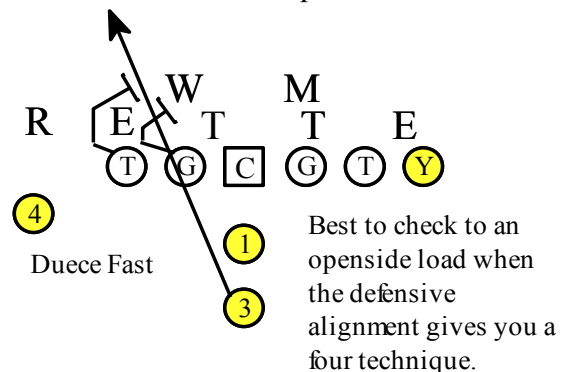 W M
R E T T E
T G C G T Y
4
1
Duece Fast
3
Best to check to an
openside load when
the defensive
alignment gives you a
four technique.